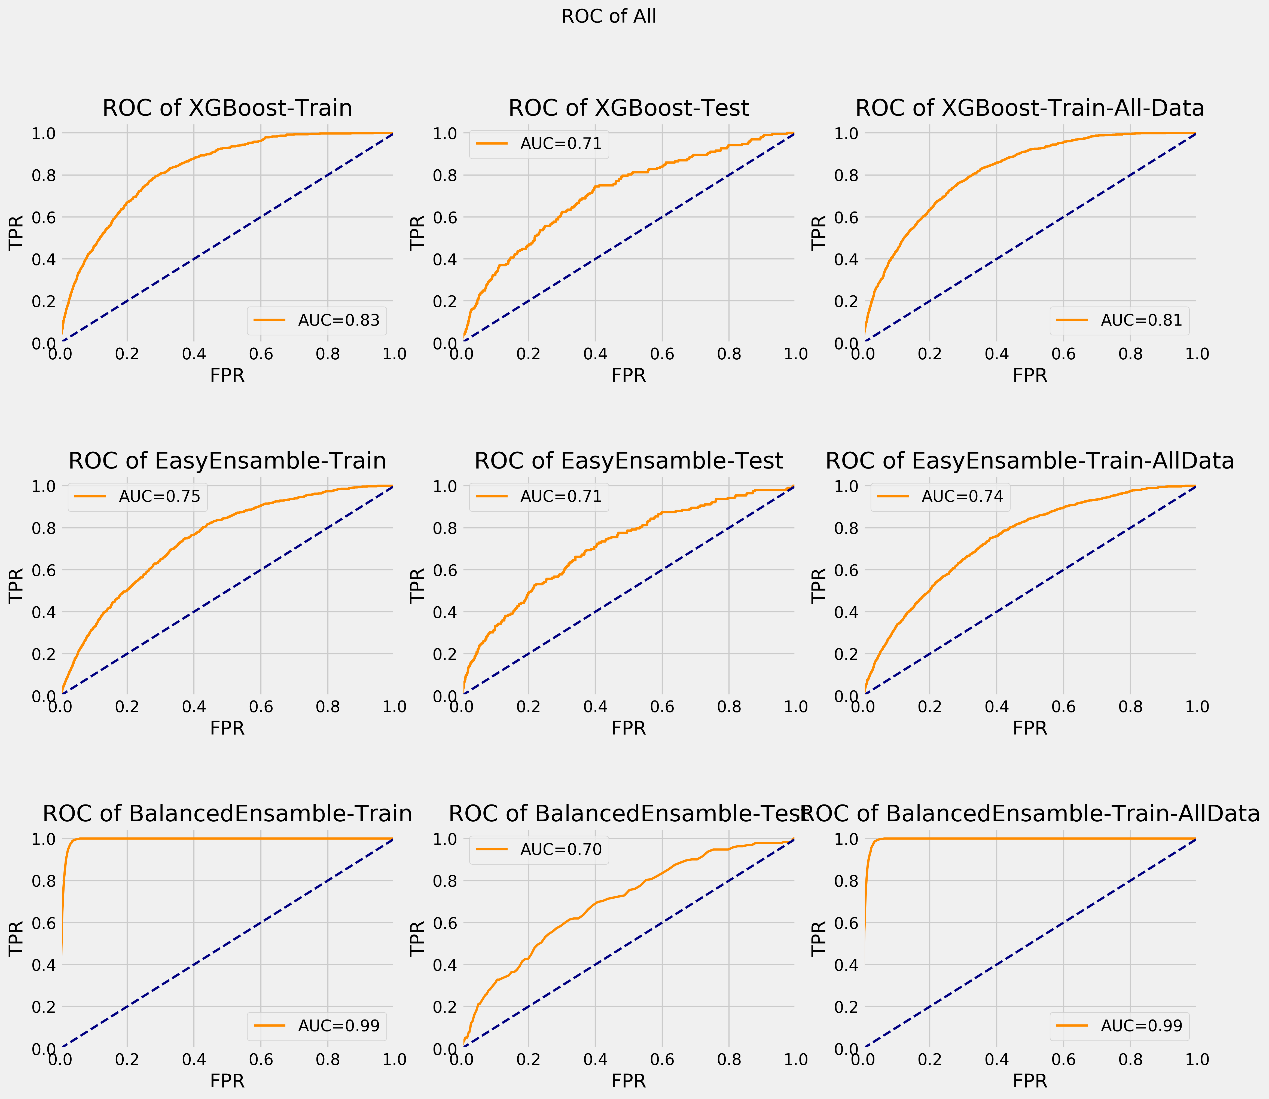 ROC of All
ROC of XGBoost-Train
ROC of XGBoost-Test
ROC of XGBoost-Train-All-Data
1.0
0.8
0.6
0.4
0.2
0.0
TPR
AUC=0.83
0.0 0.2 0.4 0.6 0.8 1.0
FPR
1.0
0.8
0.6
0.4
0.2
0.0
TPR
AUC=0.71
0.0 0.2 0.4 0.6 0.8 1.0
FPR
1.0
0.8
0.6
0.4
0.2
0.0
TPR
AUC=0.81
0.0 0.2 0.4 0.6 0.8 1.0
FPR
ROC of EasyEnsamble-Train
ROC of EasyEnsamble-Test
ROC of EasyEnsamble-Train-AllData
1.0
0.8
0.6
0.4
0.2
0.0
TPR
AUC=0.75
0.0 0.2 0.4 0.6 0.8 1.0
FPR
1.0
0.8
0.6
0.4
0.2
0.0
TPR
AUC=0.71
0.0 0.2 0.4 0.6 0.8 1.0
FPR
1.0
0.8
0.6
0.4
0.2
0.0
TPR
AUC=0.74
0.0 0.2 0.4 0.6 0.8 1.0
FPR
ROC of BalancedEnsamble-Train
ROC of BalancedEnsamble-Test
ROC of BalancedEnsamble-Train-AllData
1.0
0.8
0.6
0.4
0.2
0.0
TPR
AUC=0.99
0.0 0.2 0.4 0.6 0.8 1.0
FPR
1.0
0.8
0.6
0.4
0.2
0.0
TPR
AUC=0.70
0.0 0.2 0.4 0.6 0.8 1.0
FPR
1.0
0.8
0.6
0.4
0.2
0.0
TPR
AUC=0.99
0.0 0.2 0.4 0.6 0.8 1.0
FPR